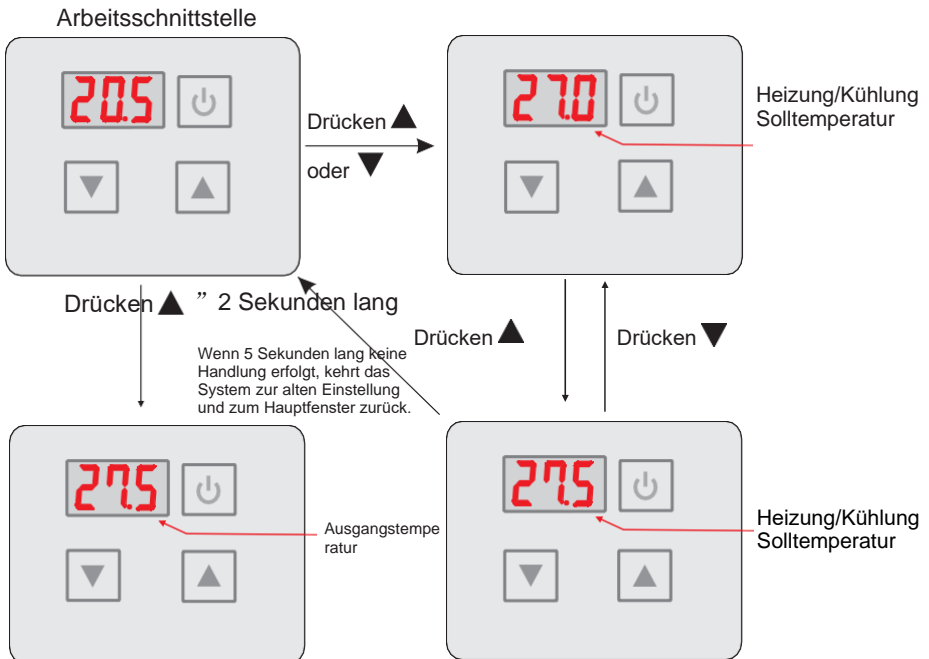 Arbeitsschnittstelle
20.5
27.0
Heizung/Kühlung
Solltemperatur
Drücken ▲
oder ▼
Drücken ▲ ” 2 Sekunden lang
Drücken ▲
Drücken ▼
Wenn 5 Sekunden lang keine
Handlung erfolgt, kehrt das
System zur alten Einstellung
und zum Hauptfenster zurück.
27.5
Ausgangstempe
ratur
27.5
Heizung/Kühlung
Solltemperatur